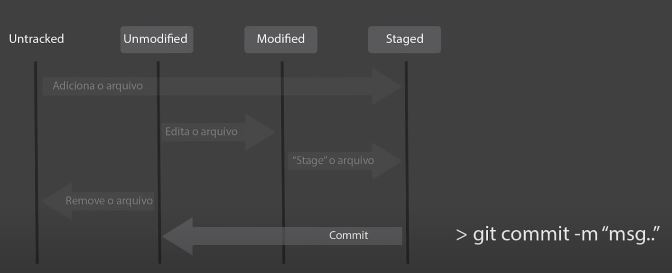 Untracked
Unmodified
Modified
Staged
Adiciona o arquivo
Edita o arquivo
"Stage" o arquivo
Remove o arquivo
Commit
> git commit -m “msg..”